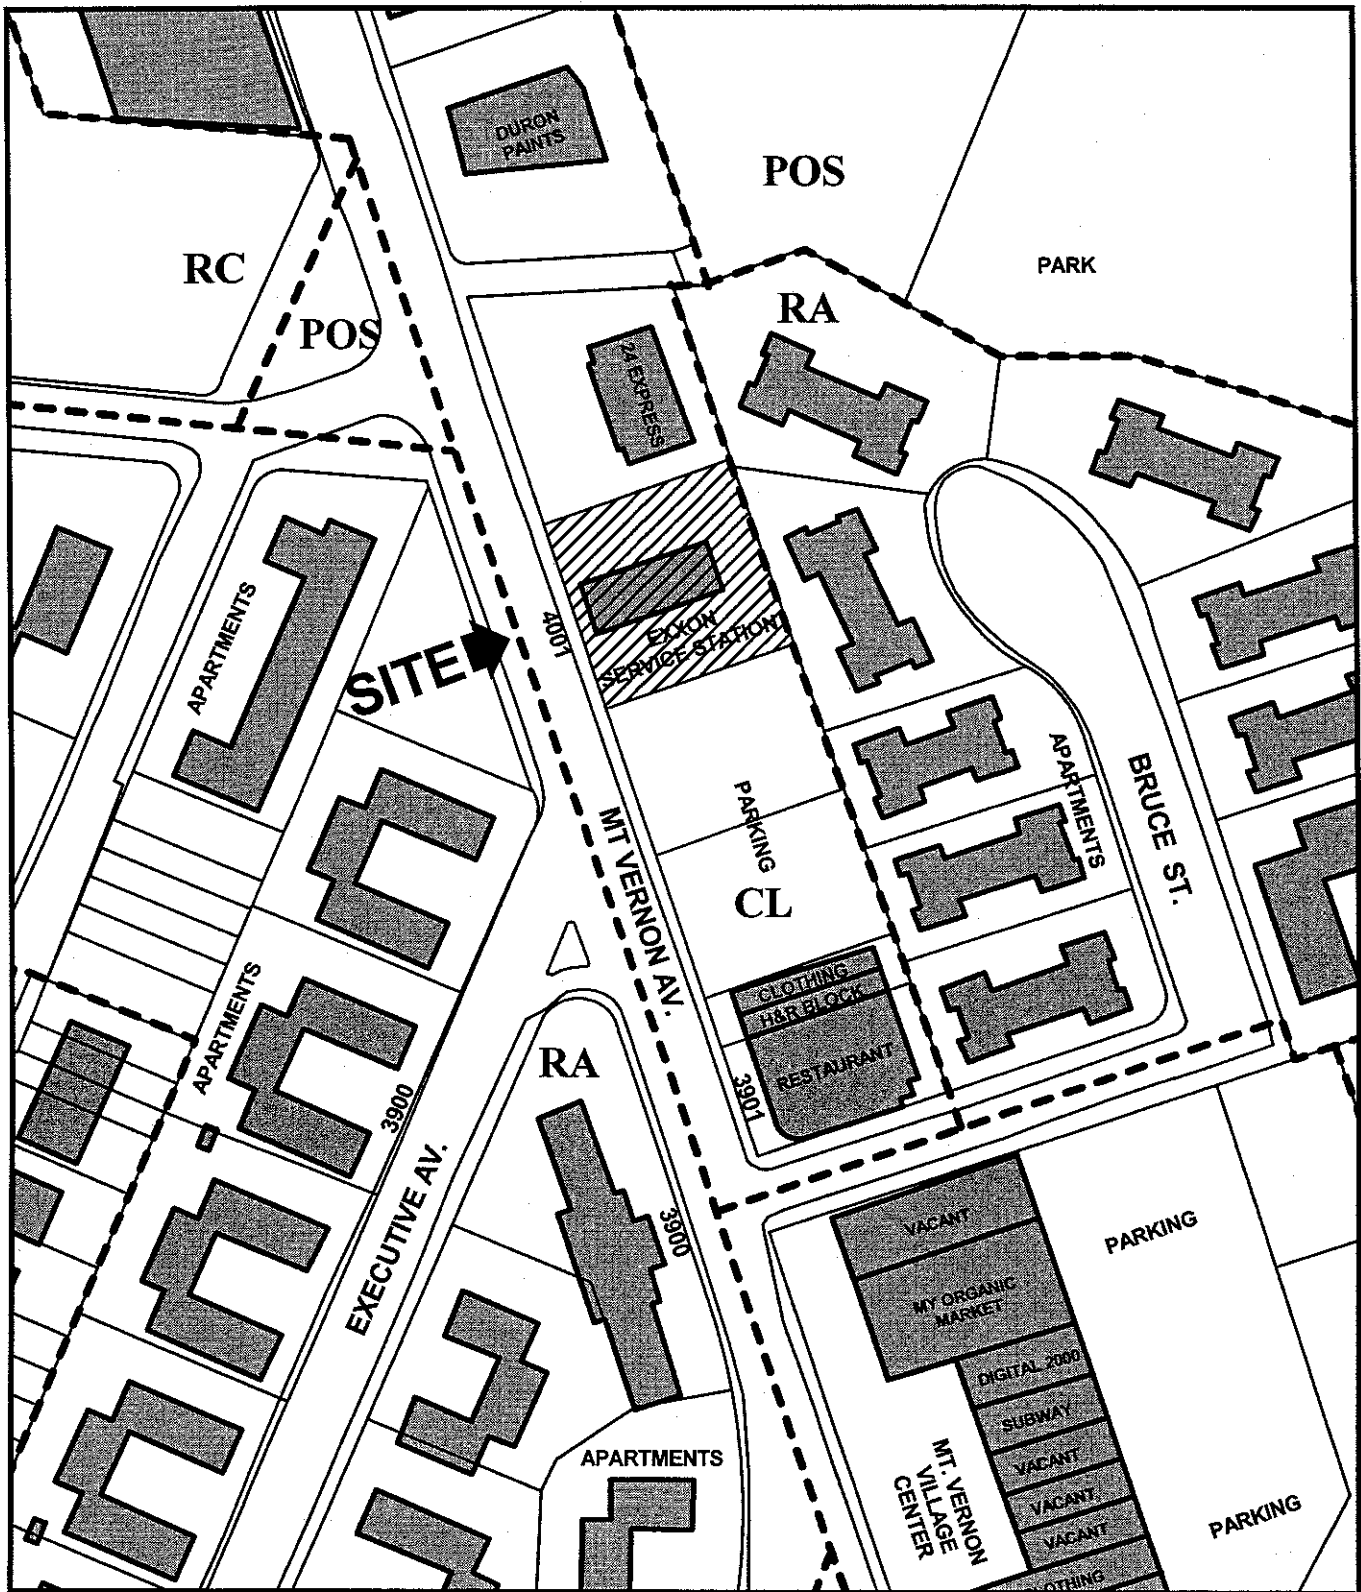 DURON
PAINTS
POS
RC
PARK
POS
RA
24 EXPRESS
APARTMENTS
4001
EXXON
SERVICE STATION
SITE
PARKING
APARTMENTS
BRUCE ST.
MT VERNON AV.
CL
APARTMENTS
CLOTHING
H&R BLOCK
RESTAURANT
RA
3900
3901
EXECUTIVE AV.
3900
VACANT
PARKING
MY ORGANIC
MARKET
DIGITAL 2000
SUBWAY
APARTMENTS
MT. VERNON
VILLAGE
CENTER
VACANT
VACANT
VACANT
PARKING
CLOTHING